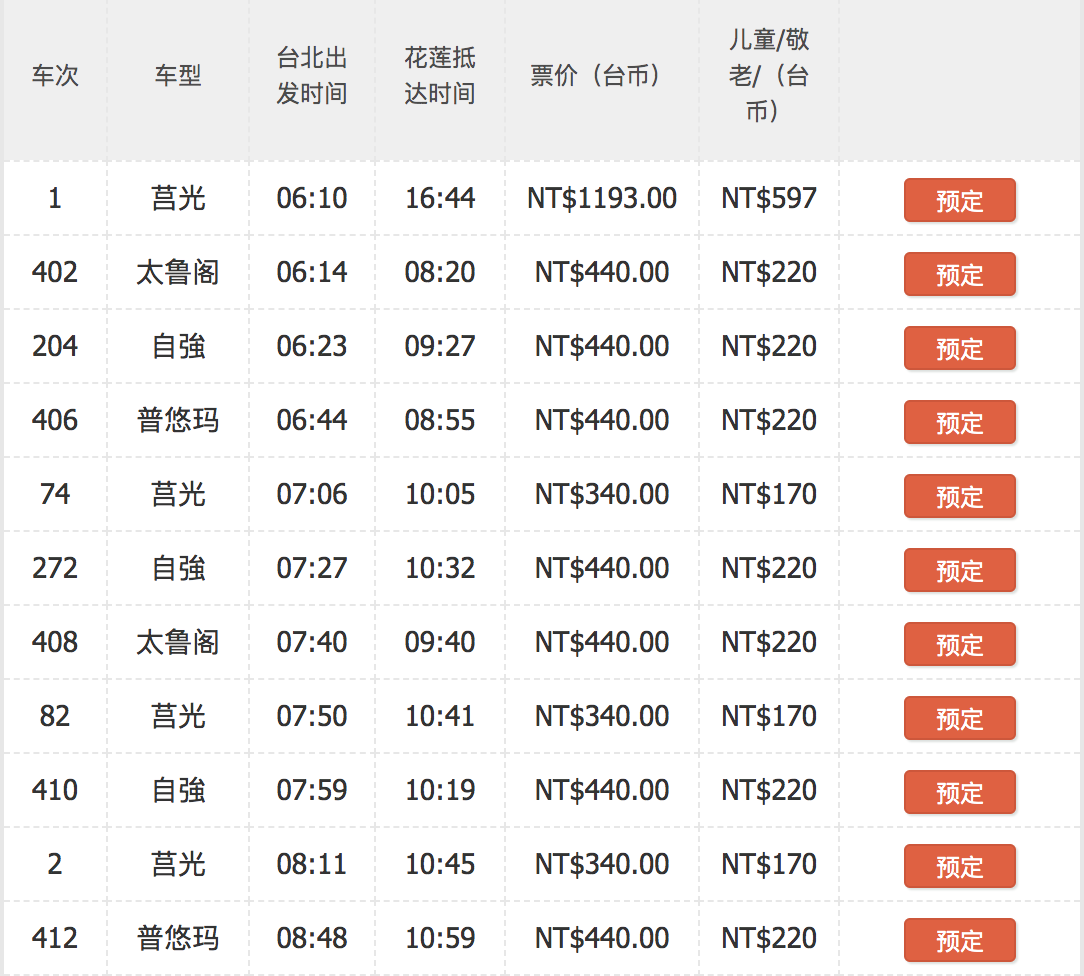 车次 车型 台北出发时间 花莲抵达时间 票价（台币） 儿童/敬老/（台币）
1 莒光 06:10 16:44 NT$1193.00 NT$597 预定
402 太鲁阁 06:14 08:20 NT$440.00 NT$220 预定
204 自強 06:23 09:27 NT$440.00 NT$220 预定
406 普悠玛 06:44 08:55 NT$440.00 NT$220 预定
74 莒光 07:06 10:05 NT$340.00 NT$170 预定
272 自強 07:27 10:32 NT$440.00 NT$220 预定
408 太鲁阁 07:40 09:40 NT$440.00 NT$220 预定
82 莒光 07:50 10:41 NT$340.00 NT$170 预定
410 自強 07:59 10:19 NT$440.00 NT$220 预定
2 莒光 08:11 10:45 NT$340.00 NT$170 预定
412 普悠玛 08:48 10:59 NT$440.00 NT$220 预定